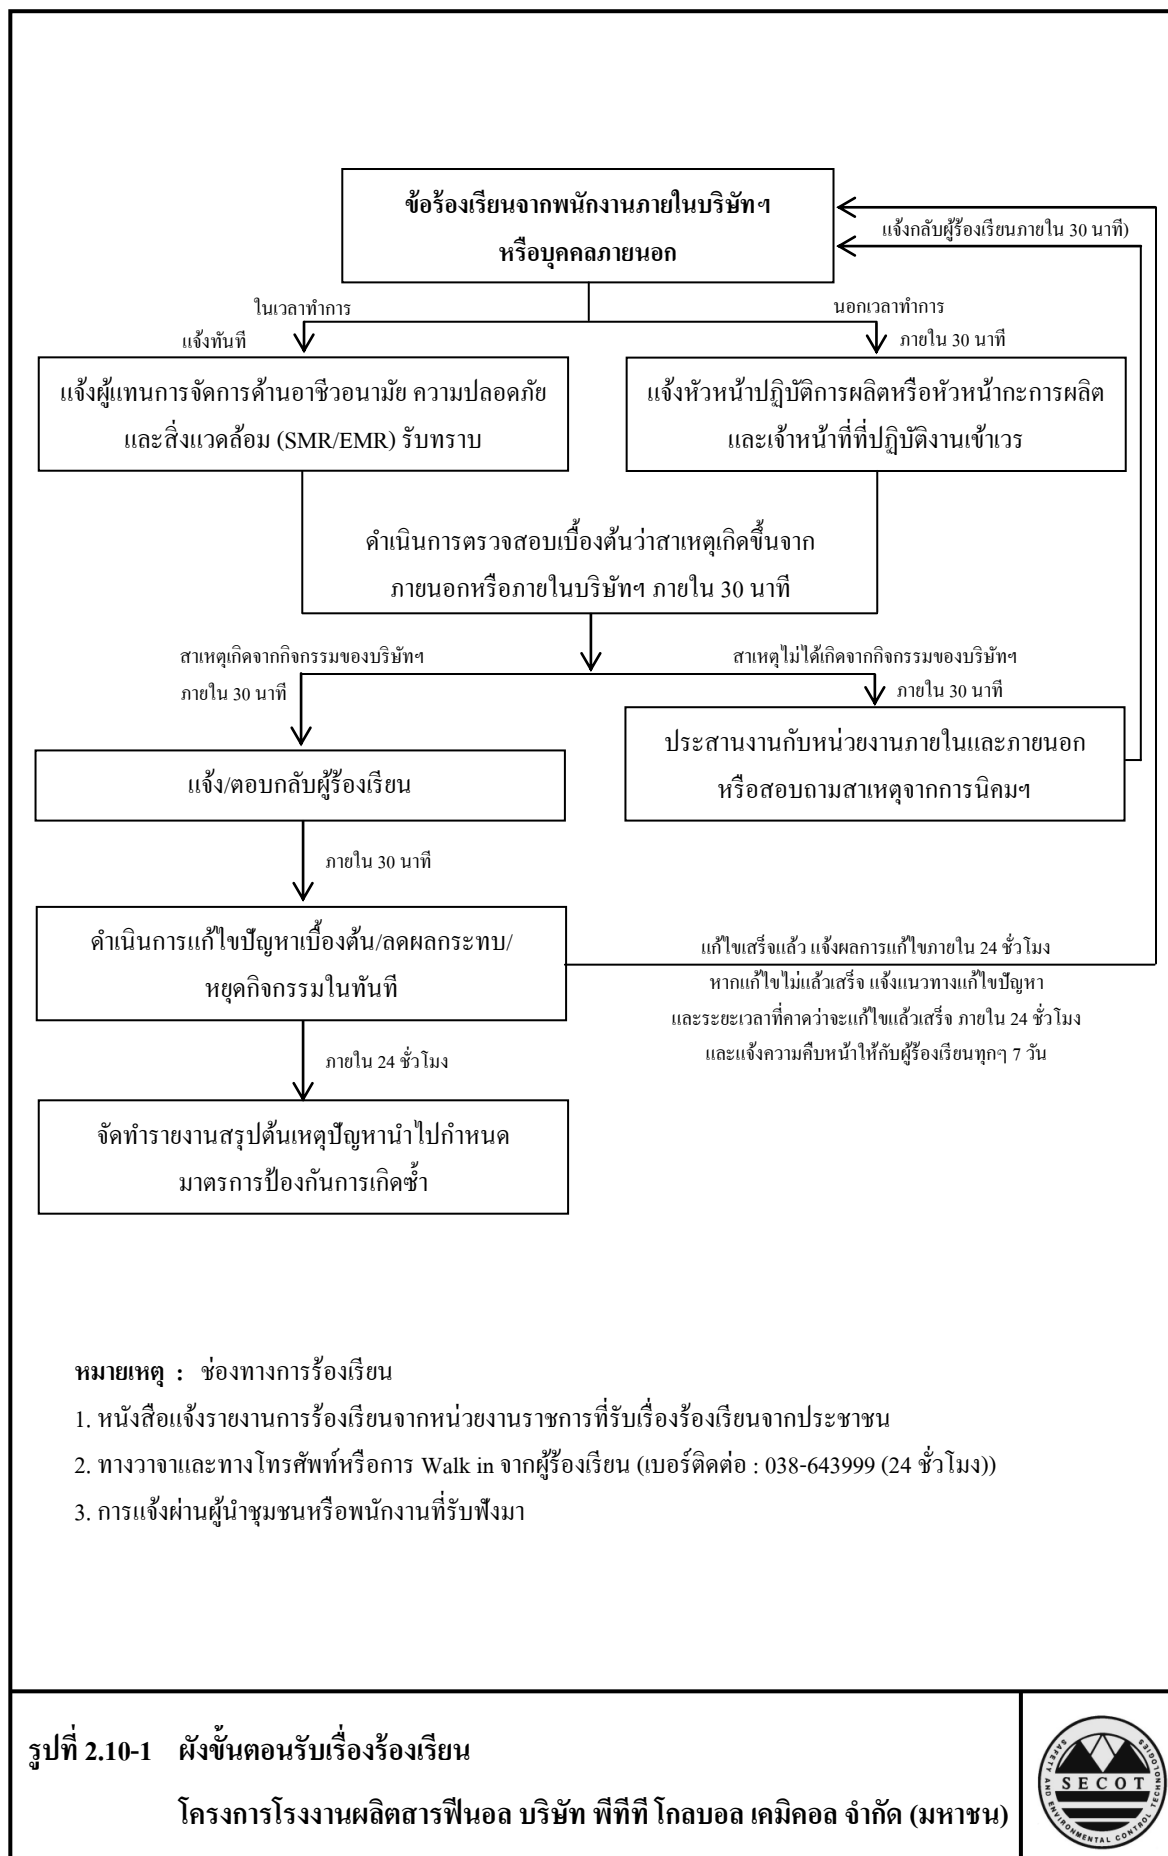 ข้อร้องเรียนจากพนักงานภายในบริษัทฯ
หรือบุคคลภายนอก
แจ้งกลับผู้ร้องเรียนภายใน 30 นาที)
ในเวลาทำการ
นอกเวลาทำการ
แจ้งทันที
ภายใน 30 นาที
แจ้งผู้แทนการจัดการด้านอาชีวอนามัย ความปลอดภัย
และสิ่งแวดล้อม (SMR/EMR) รับทราบ
แจ้งหัวหน้าปฏิบัติการผลิตหรือหัวหน้ากะการผลิต
และเจ้าหน้าที่ที่ปฏิบัติงานเข้าเวร
ดำเนินการตรวจสอบเบื้องต้นว่าสาเหตุเกิดขึ้นจาก
ภายนอกหรือภายในบริษัทฯ ภายใน 30 นาที
สาเหตุเกิดจากกิจกรรมของบริษัทฯ
สาเหตุไม่ได้เกิดจากกิจกรรมของบริษัทฯ
ภายใน 30 นาที
ภายใน 30 นาที
แจ้ง/ตอบกลับผู้ร้องเรียน
ประสานงานกับหน่วยงานภายในและภายนอก
หรือสอบถามสาเหตุจากการนิคมฯ
ภายใน 30 นาที
ดำเนินการแก้ไขปัญหาเบื้องต้น/ลดผลกระทบ/
หยุดกิจกรรมในทันที
แก้ไขเสร็จแล้ว แจ้งผลการแก้ไขภายใน 24 ชั่วโมง
หากแก้ไขไม่แล้วเสร็จ แจ้งแนวทางแก้ไขปัญหา
และระยะเวลาที่คาดว่าจะแก้ไขแล้วเสร็จ ภายใน 24 ชั่วโมง
และแจ้งความคืบหน้าให้กับผู้ร้องเรียนทุกๆ 7 วัน
ภายใน 24 ชั่วโมง
จัดทำรายงานสรุปต้นเหตุปัญหานำไปกำหนด
มาตรการป้องกันการเกิดซ้ำ
หมายเหตุ : ช่องทางการร้องเรียน
1. หนังสือแจ้งรายงานการร้องเรียนจากหน่วยงานราชการที่รับเรื่องร้องเรียนจากประชาชน
2. ทางวาจาและทางโทรศัพท์หรือการ Walk in จากผู้ร้องเรียน (เบอร์ติดต่อ : 038-643999 (24 ชั่วโมง))
3. การแจ้งผ่านผู้นำชุมชนหรือพนักงานที่รับฟังมา
รูปที่ 2.10-1 ผังขั้นตอนรับเรื่องร้องเรียน
โครงการโรงงานผลิตสารฟีนอล บริษัท พีทีที โกลบอล เคมิคอล จำกัด (มหาชน)
SECOT
SAFETY AND ENVIRONMENTAL CONTROL TECHNOLOGIES